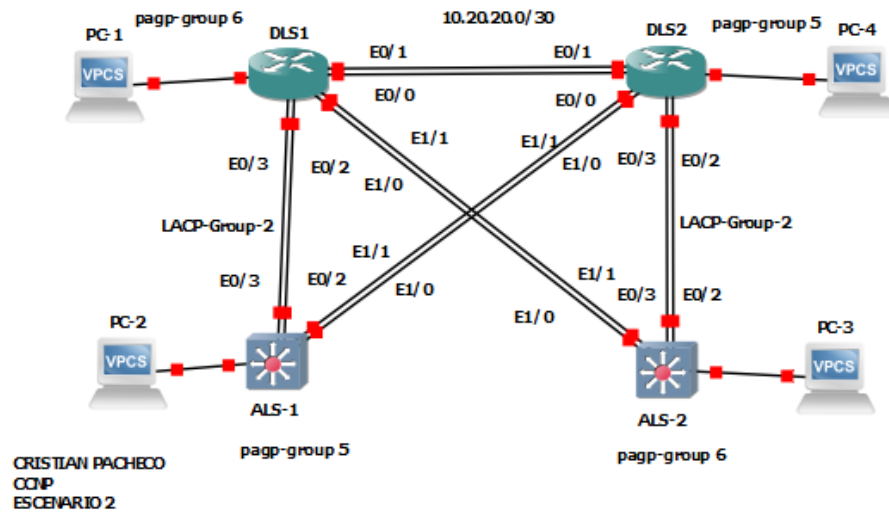 pagp-group 6
10.20.20.0/30
pagp-group 5
PC-1
DLS1
DLS2
PC-4
VPCS
E0/1
E0/1
VPCS
E0/0
E0/0
E1/1
E1/1
E0/3
E0/2
E1/0
E1/0
E0/3
E0/2
LACP-Group-2
LACP-Group-2
E0/3
E0/2
E1/1
E1/0
E1/1
E1/0
E0/3
E0/2
PC-2
VPCS
PC-3
VPCS
ALS-1
ALS-2
pagp-group 5
pagp-group 6
CRISTIAN PACHECO
CCNP
ESCENARIO 2